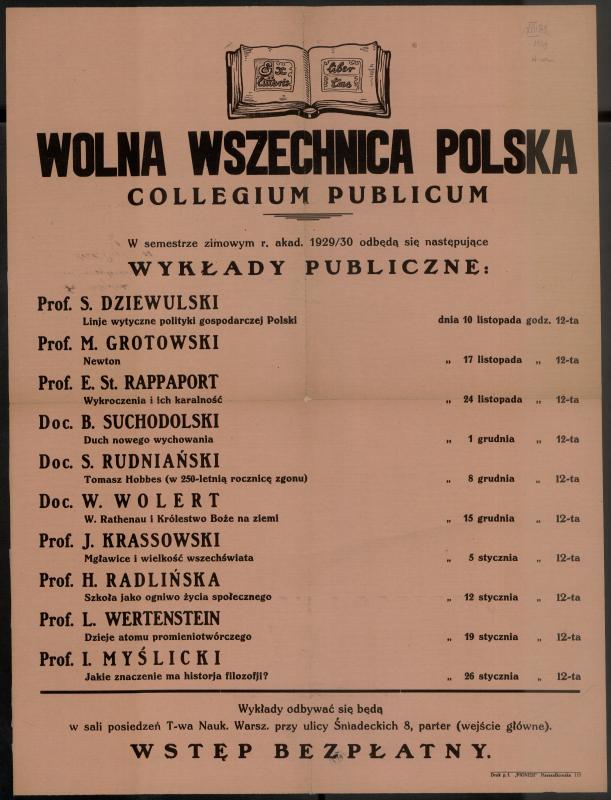 Liber
WOLNA WSZECHNICA POLSKA
COLLEGIUM PUBLICUM
W semestrze zimowym r. akad. 1929/30 odbędą się następujące
WYKŁADY PUBLICZNE:
Prof. S. DZIEWULSKI
Linje wytyczne polityki gospodarczej Polski dnia 10 listopada godz. 12-ta
Prof. M. GROTOWSKI
Newton „ 17 listopada „ 12-ta
Prof. E. St. RAPPAPORT
Wykroczenia i ich karalność „ 24 listopada „ 12-ta
Doc. B. SUCHODOLSKI
Duch nowego wychowania „ 1 grudnia „ 12-ta
Doc. S. RUDNIAŃSKI
Tomasz Hobbes (w 250-letnią rocznicę zgonu) „ 8 grudnia „ 12-ta
Doc. W. WOLERT
W. Rathenau i Królestwo Boże na ziemi „ 15 grudnia „ 12-ta
Prof. J. KRASSOWSKI
Mgławice i wielkość wszechświata „ 5 stycznia „ 12-ta
Prof. H. RADLIŃSKA
Szkoła jako ogniwo życia społecznego „ 12 stycznia „ 12-ta
Prof. L. WERTENSTEIN
Dzieje atomu promieniotwórczego „ 19 stycznia „ 12-ta
Prof. I. MYŚLICKI
Jakie znaczenie ma historja filozofji? „ 26 stycznia „ 12-ta
Wykłady odbywać się będą
w sali posiedzeń T-wa Nauk. Warsz. przy ulicy Śniadeckich 8, parter (wejście główne).
WSTĘP BEZPŁATNY.
Druk p. f. „PIONIER" Marszałkowska